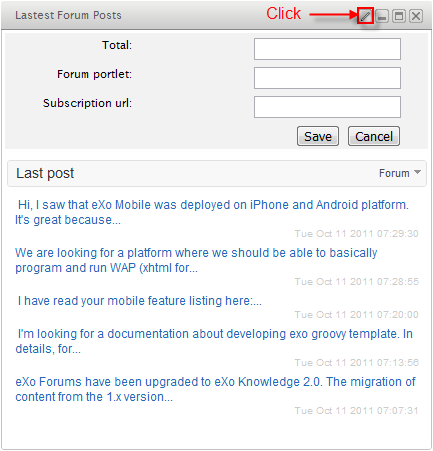 Lastest Forum Posts
Click
Total:
Forum portlet:
Subscription url:
Save Cancel
Last post
Forum
Hi, I saw that eXo Mobile was deployed on iPhone and Android platform.
It's great because...
Tue Oct 11 2011 07:29:30
We are looking for a platform where we should be able to basically
program and run WAP (xhtml for...
Tue Oct 11 2011 07:28:55
I have read your mobile feature listing here:...
Tue Oct 11 2011 07:20:00
I'm looking for a documentation about developing exo groovy template. In
details, for...
Tue Oct 11 2011 07:13:56
eXo Forums have been upgraded to eXo Knowledge 2.0. The migration of
content from the 1.x version...
Tue Oct 11 2011 07:07:31